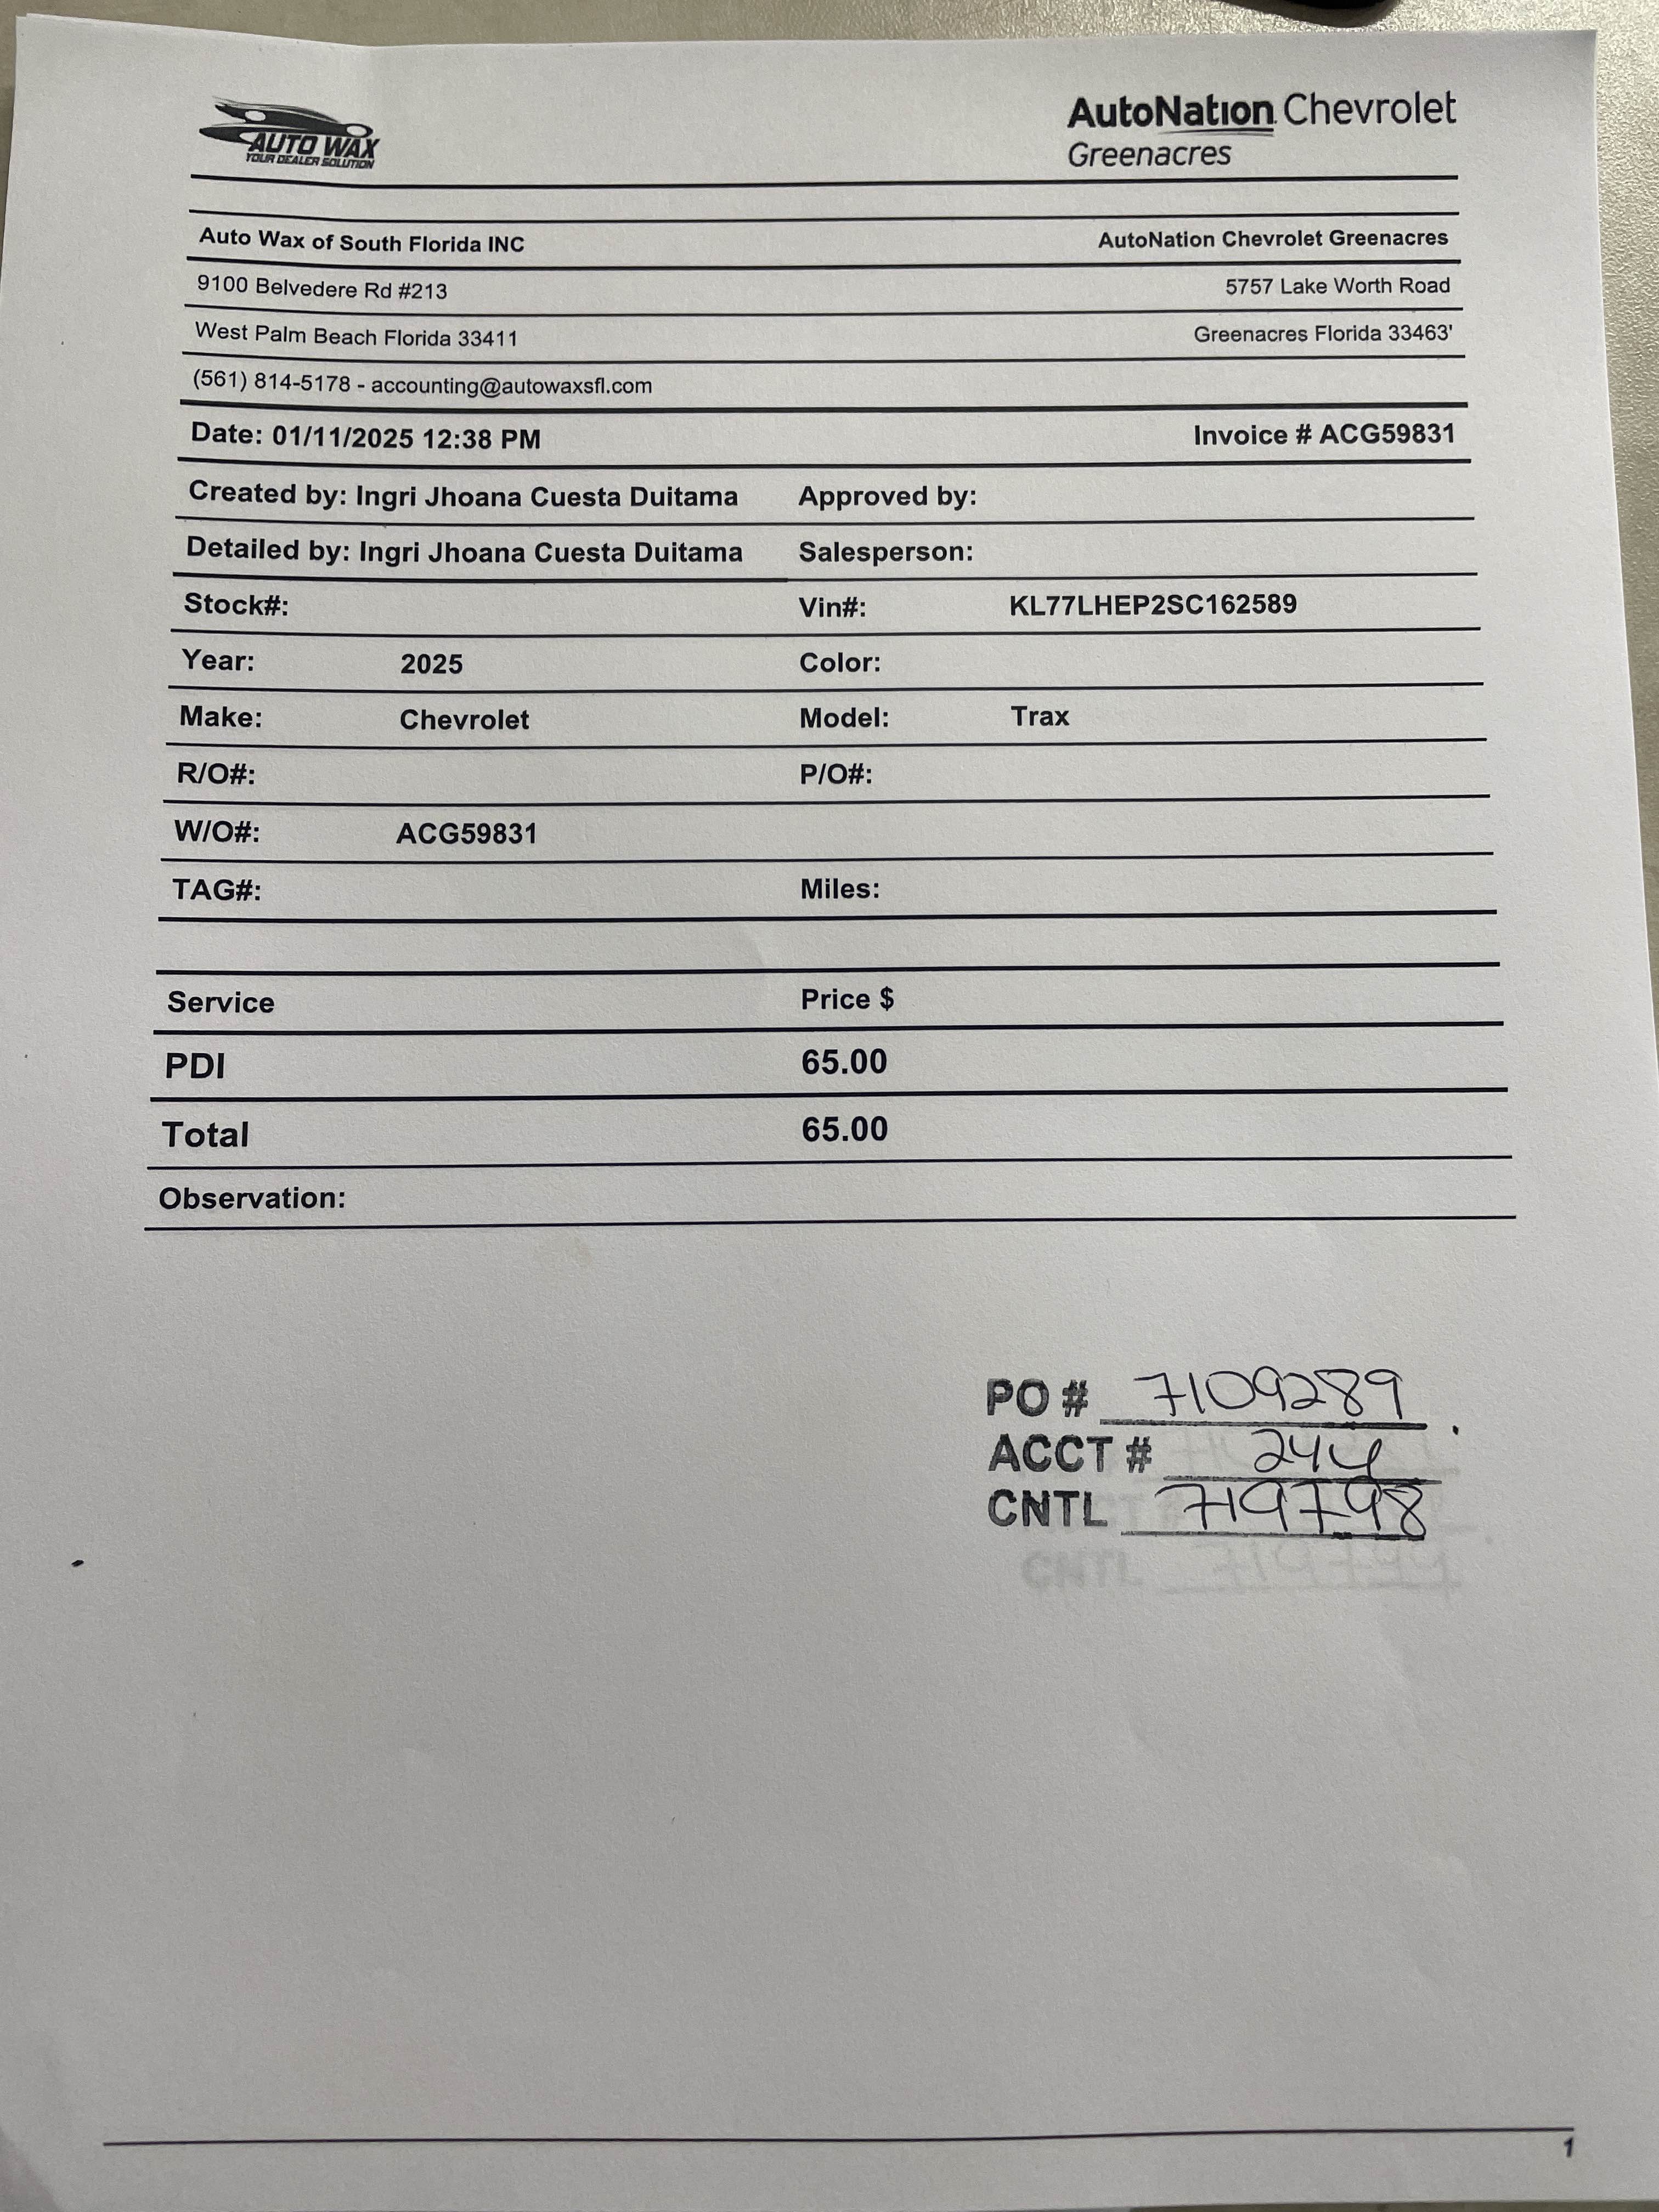 AUTO WAX
YOUR DEALER SOLUTION
AutoNation Chevrolet
Greenacres
Auto Wax of South Florida INC AutoNation Chevrolet Greenacres
9100 Belvedere Rd #213 5757 Lake Worth Road
West Palm Beach Florida 33411 Greenacres Florida 33463'
(561) 814-5178 - accounting@autowaxsfl.com
Date: 01/11/2025 12:38 PM Invoice # ACG59831
Created by: Ingri Jhoana Cuesta Duitama Approved by:
Detailed by: Ingri Jhoana Cuesta Duitama Salesperson:
Stock#: Vin#: KL77LHEP2SC162589
Year: 2025 Color:
Make: Chevrolet Model: Trax
R/O#: P/O#:
W/O#: ACG59831
TAG#: Miles:
Service Price $
PDI 65.00
Total 65.00
Observation:
PO # 7109289
ACCT # 244
CNTL 719798
1